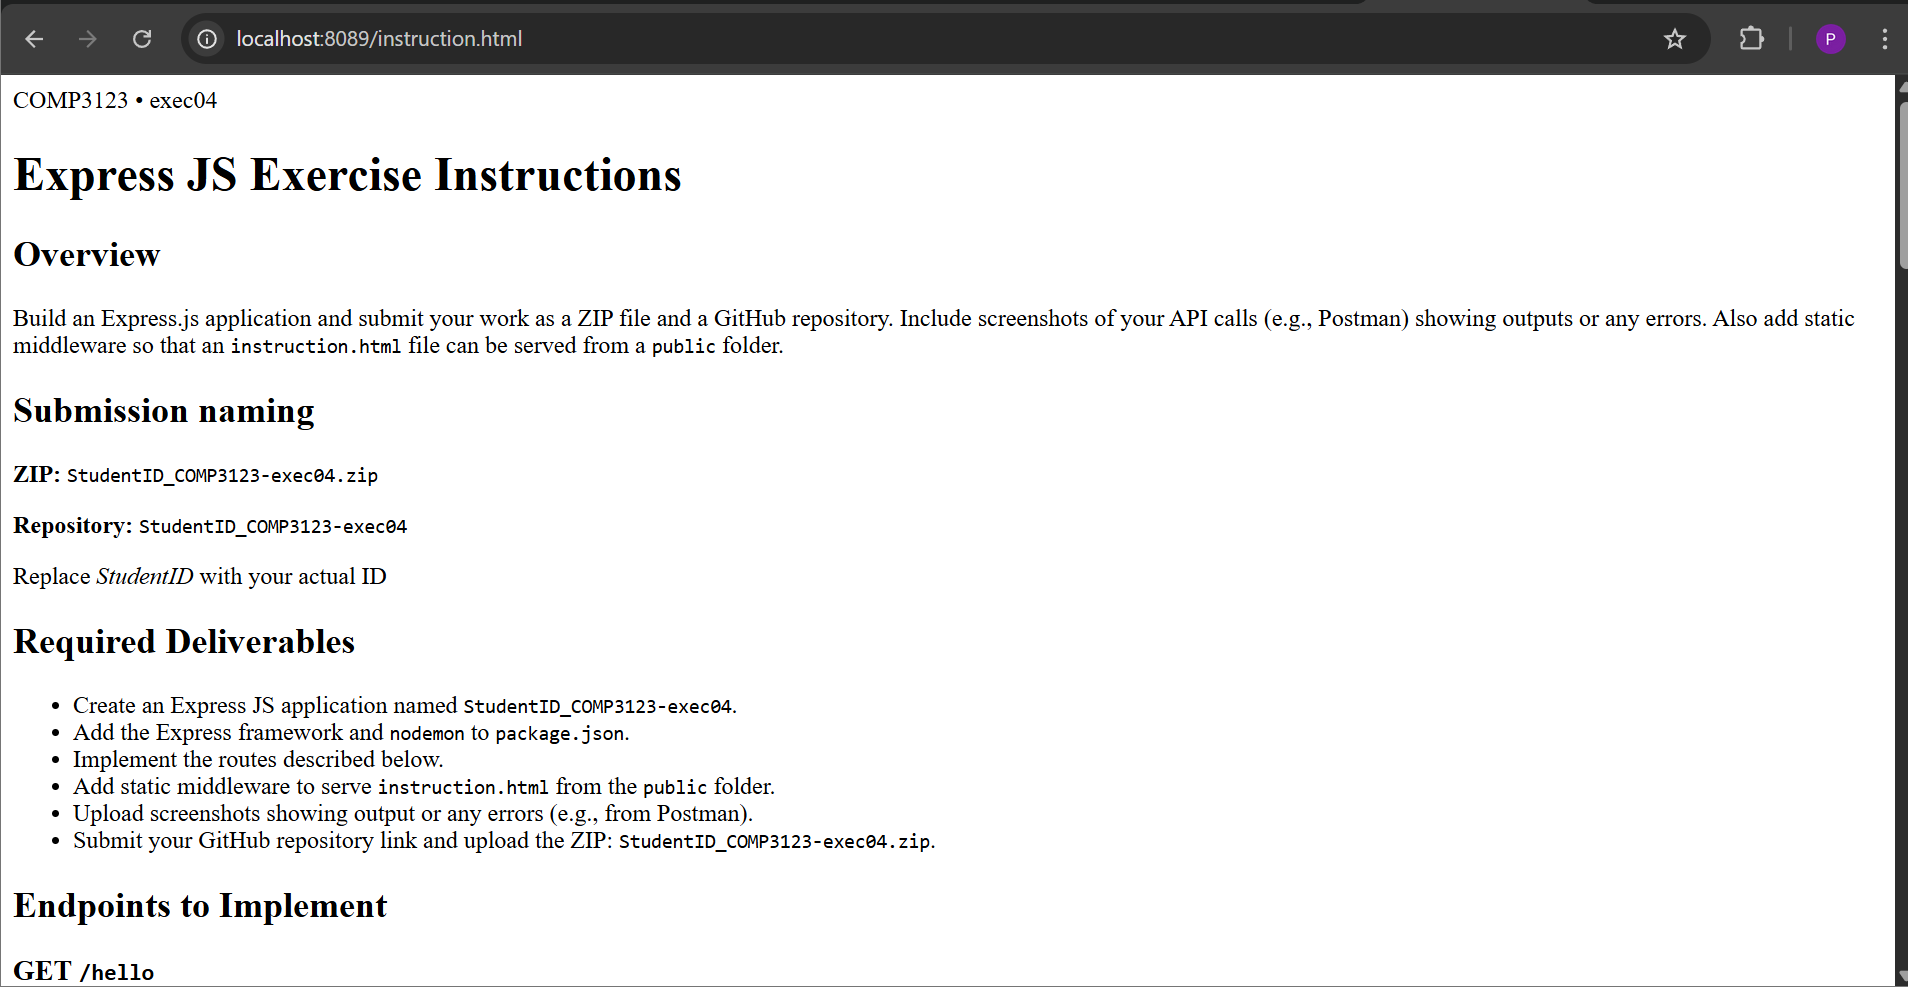 localhost:8089/instruction.html
P
COMP3123 • exec04
Express JS Exercise Instructions
Overview
Build an Express.js application and submit your work as a ZIP file and a GitHub repository. Include screenshots of your API calls (e.g., Postman) showing outputs or any errors. Also add static
middleware so that an instruction.html file can be served from a public folder.
Submission naming
ZIP: StudentID_COMP3123-exec04.zip
Repository: StudentID_COMP3123-exec04
Replace StudentID with your actual ID
Required Deliverables
• Create an Express JS application named StudentID_COMP3123-exec04.
• Add the Express framework and nodemon to package.json.
• Implement the routes described below.
• Add static middleware to serve instruction.html from the public folder.
• Upload screenshots showing output or any errors (e.g., from Postman).
• Submit your GitHub repository link and upload the ZIP: StudentID_COMP3123-exec04.zip.
Endpoints to Implement
GET /hello